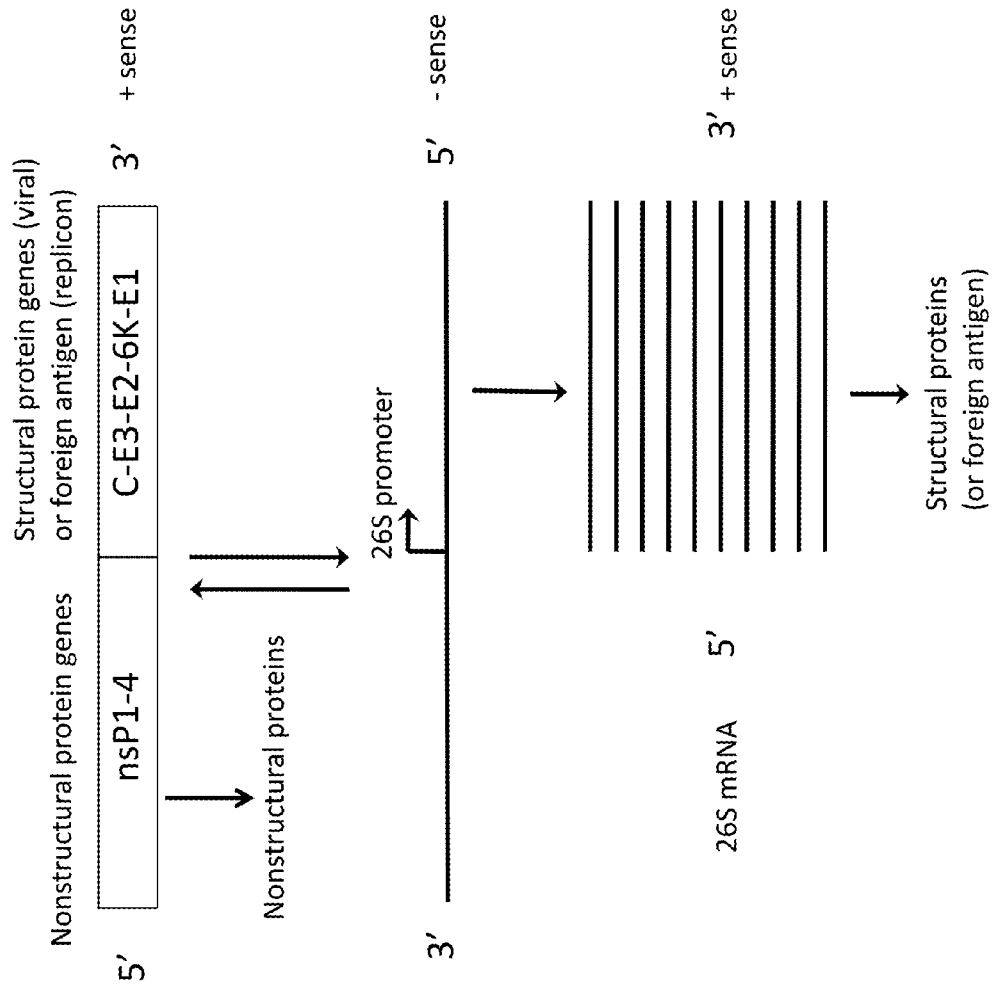 Nonstructural protein genes
Structural protein genes (viral)
or foreign antigen (replicon)
5′
nsP1-4
C-E3-E2-6K-E1
3′
+ sense
Nonstructural proteins
26S promoter
3′
5′
- sense
26S mRNA
5′
3′
+ sense
Structural proteins
(or foreign antigen)